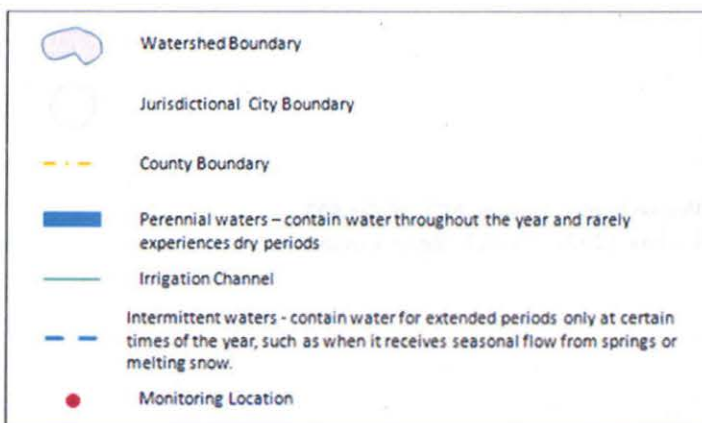 Watershed Boundary
Jurisdictional City Boundary
County Boundary
Perennial waters – contain water throughout the year and rarely
experiences dry periods
Irrigation Channel
Intermittent waters - contain water for extended periods only at certain
times of the year, such as when it receives seasonal flow from springs or
melting snow.
Monitoring Location